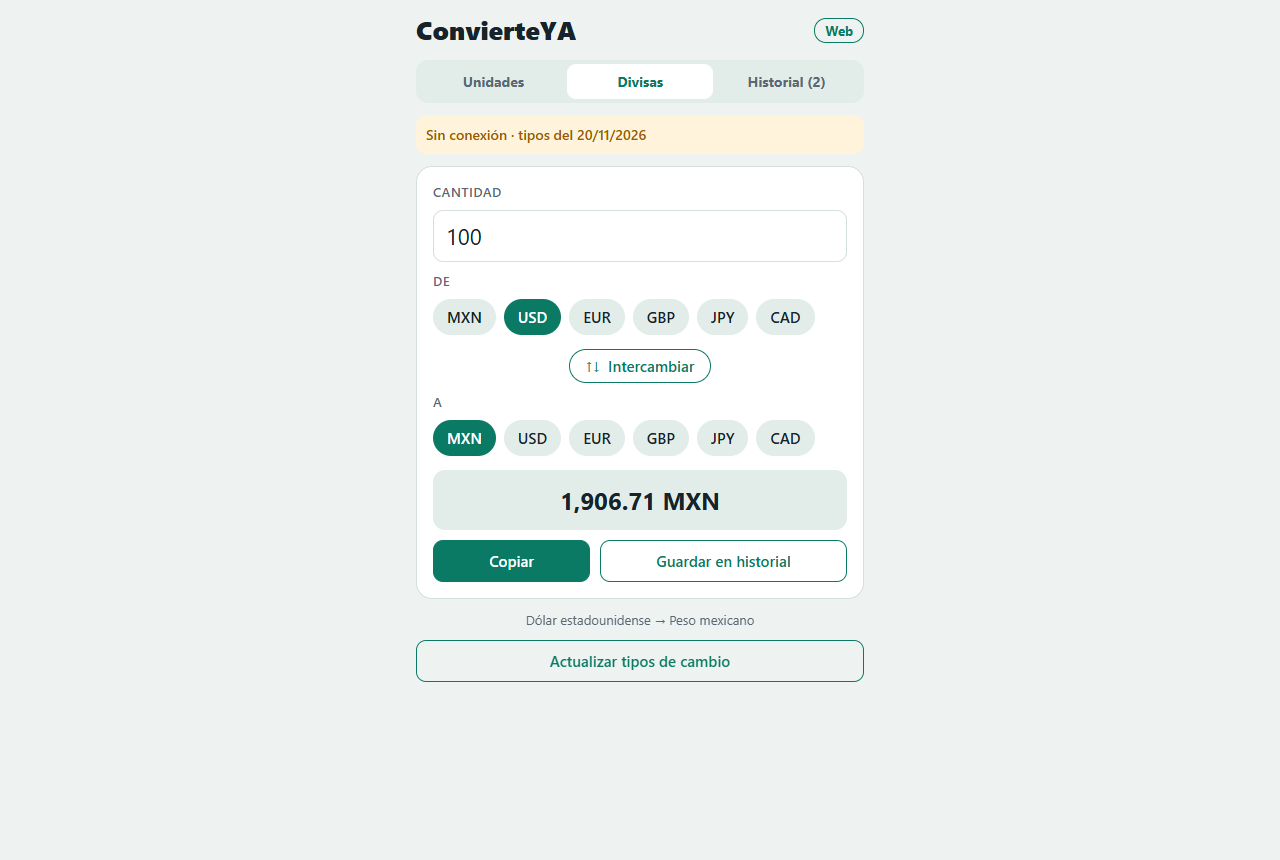 ConvierteYA Web
Unidades Divisas Historial (2)
Sin conexión · tipos del 20/11/2026
CANTIDAD
100
DE
MXN USD EUR GBP JPY CAD
↑↓ Intercambiar
A
MXN USD EUR GBP JPY CAD
1,906.71 MXN
Copiar Guardar en historial
Dólar estadounidense → Peso mexicano
Actualizar tipos de cambio